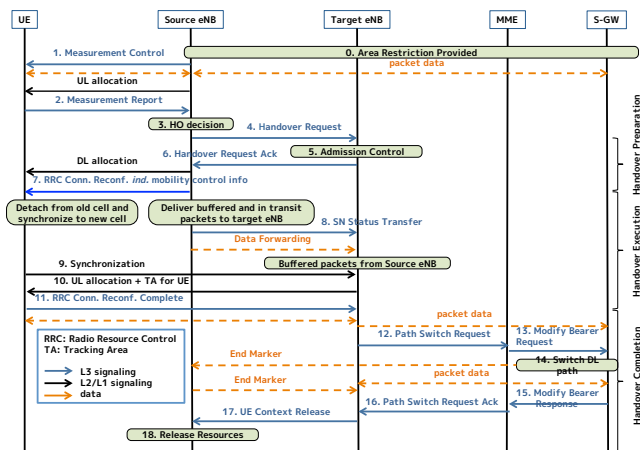 UE
Source eNB
Target eNB
MME
S-GW
0. Area Restriction Provided
1. Measurement Control
packet data
UL allocation
2. Measurement Report
3. HO decision
4. Handover Request
5. Admission Control
6. Handover Request Ack
DL allocation
7. RRC Conn. Reconf. ind. mobility control info
Handover Preparation
Detach from old cell and
synchronize to new cell
Deliver buffered and in transit
packets to target eNB
8. SN Status Transfer
Data Forwarding
9. Synchronization
Buffered packets from Source eNB
10. UL allocation + TA for UE
11. RRC Conn. Reconf. Complete
Handover Execution
packet data
12. Path Switch Request
13. Modify Bearer
Request
RRC: Radio Resource Control
TA: Tracking Area
L3 signaling
L2/L1 signaling
data
End Marker
14. Switch DL
path
End Marker
packet data
15. Modify Bearer
Response
16. Path Switch Request Ack
17. UE Context Release
18. Release Resources
Handover Completion